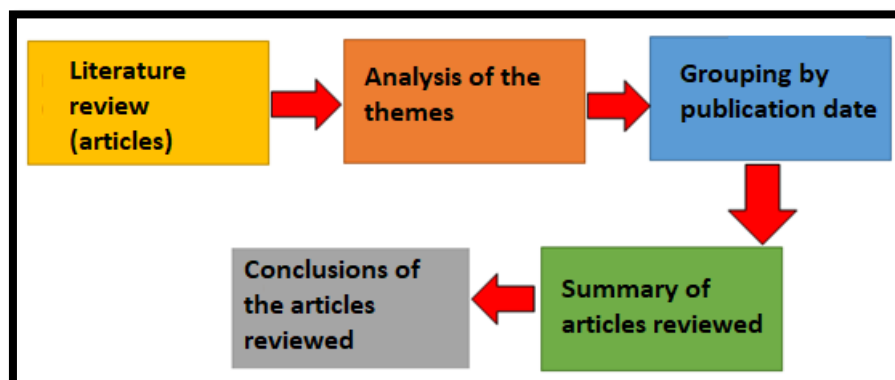 Literature
review
(articles)
Analysis of the
themes
Grouping by
publication date
Summary of
articles reviewed
Conclusions of
the articles
reviewed